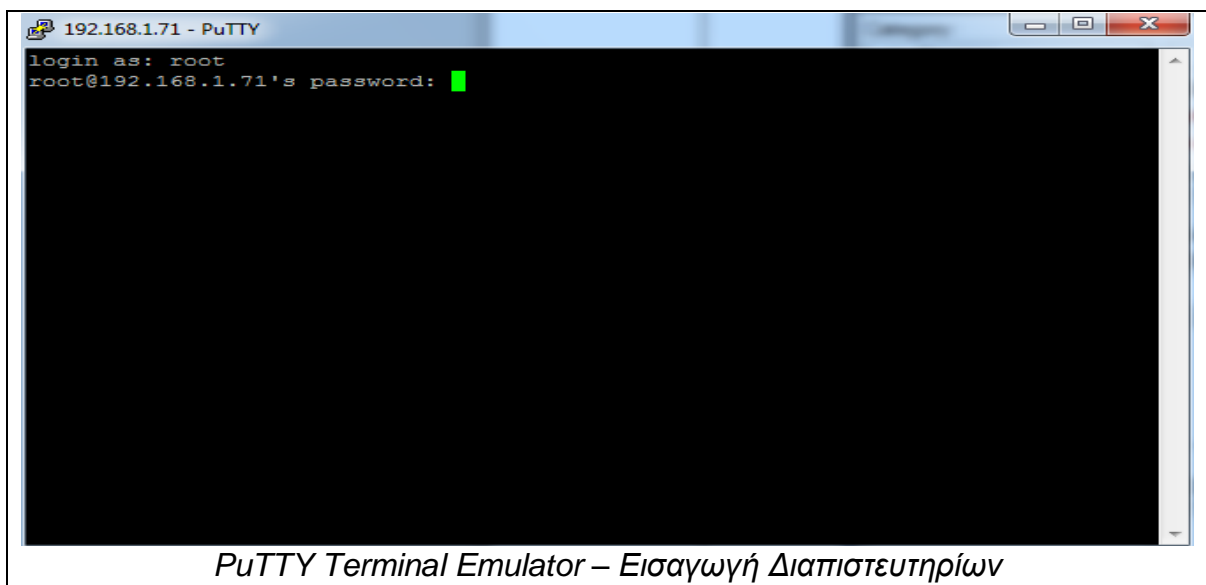 192.168.1.71 - PuTTY
Category:
login as: root
root@192.168.1.71's password:
PuTTY Terminal Emulator – Εισαγωγή Διαπιστευτηρίων